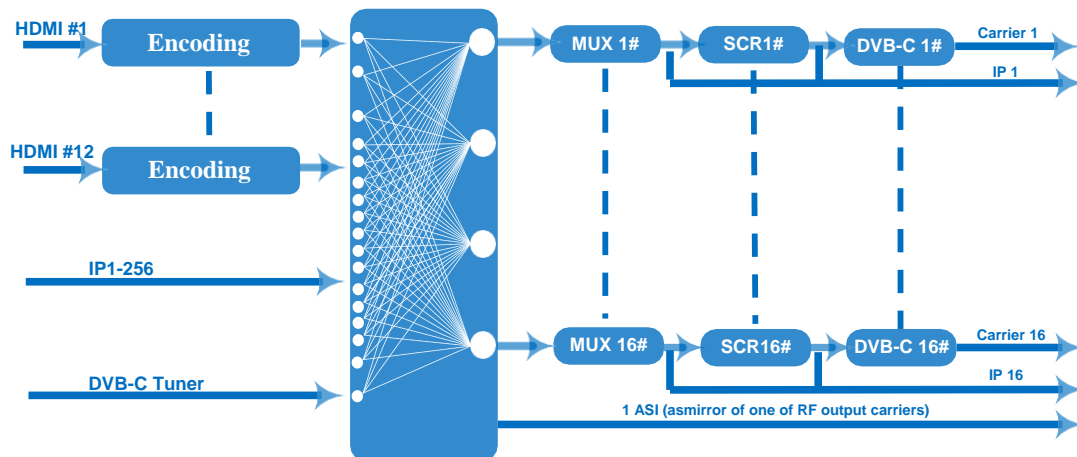 HDMI #1
Encoding
MUX 1#
SCR1#
DVB-C 1#
Carrier 1
IP 1
HDMI #12
Encoding
IP1-256
DVB-C Tuner
MUX 16#
SCR16#
DVB-C 16#
Carrier 16
IP 16
1 ASI (asmirror of one of RF output carriers)